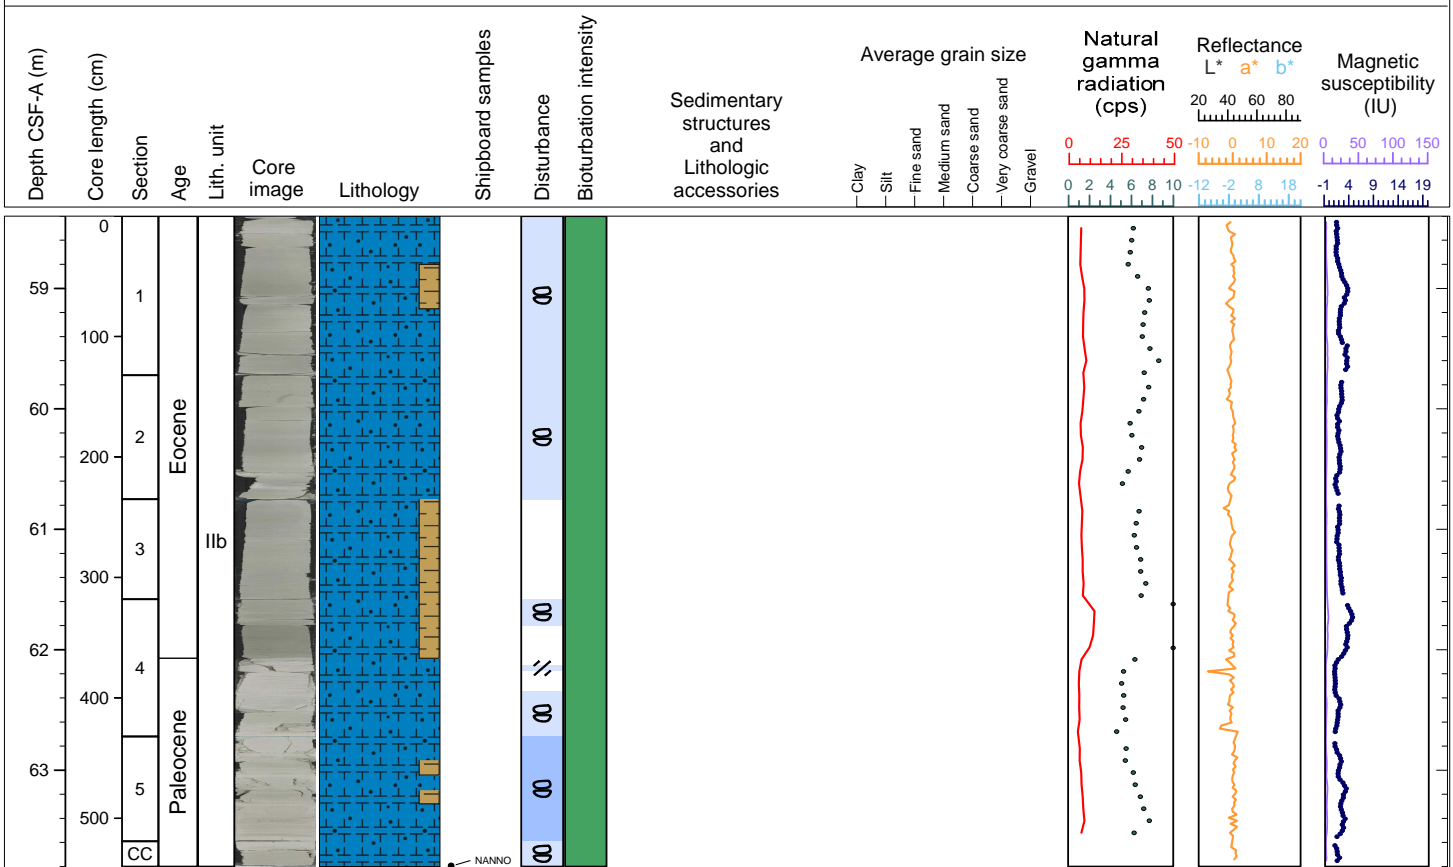 Depth CSF-A (m)
Core length (cm)
Section
Age
Lith. unit
Core
image
Lithology
Shipboard samples
Disturbance
Bioturbation intensity
Sedimentary
structures
and
Lithologic
accessories
Average grain size
Clay
Silt
Fine sand
Medium sand
Coarse sand
Very coarse sand
Gravel
Natural
gamma
radiation
(cps)
0 25 50
0 2 4 6 8 10
Reflectance
L* a* b*
20 40 60 80
-10 0 10 20
-12 -2 8 18
Magnetic
susceptibility
(IU)
0 50 100 150
-1 4 9 14 19
59
60
61
62
63
0
100
200
300
400
500
1
2
3
4
5
CC
Eocene
Paleocene
IIb
NANNO